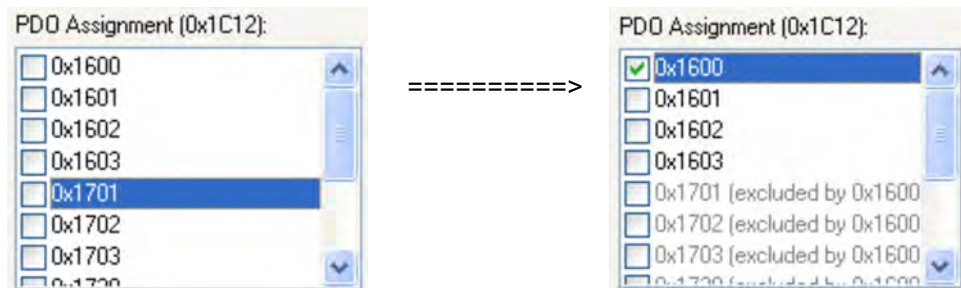 PDO Assignment (0x1C12):
0x1600
0x1601
0x1602
0x1603
0x1701
0x1702
0x1703
==========>
PDO Assignment (0x1C12):
0x1600
0x1601
0x1602
0x1603
0x1701 (excluded by 0x1600
0x1702 (excluded by 0x1600
0x1703 (excluded by 0x1600